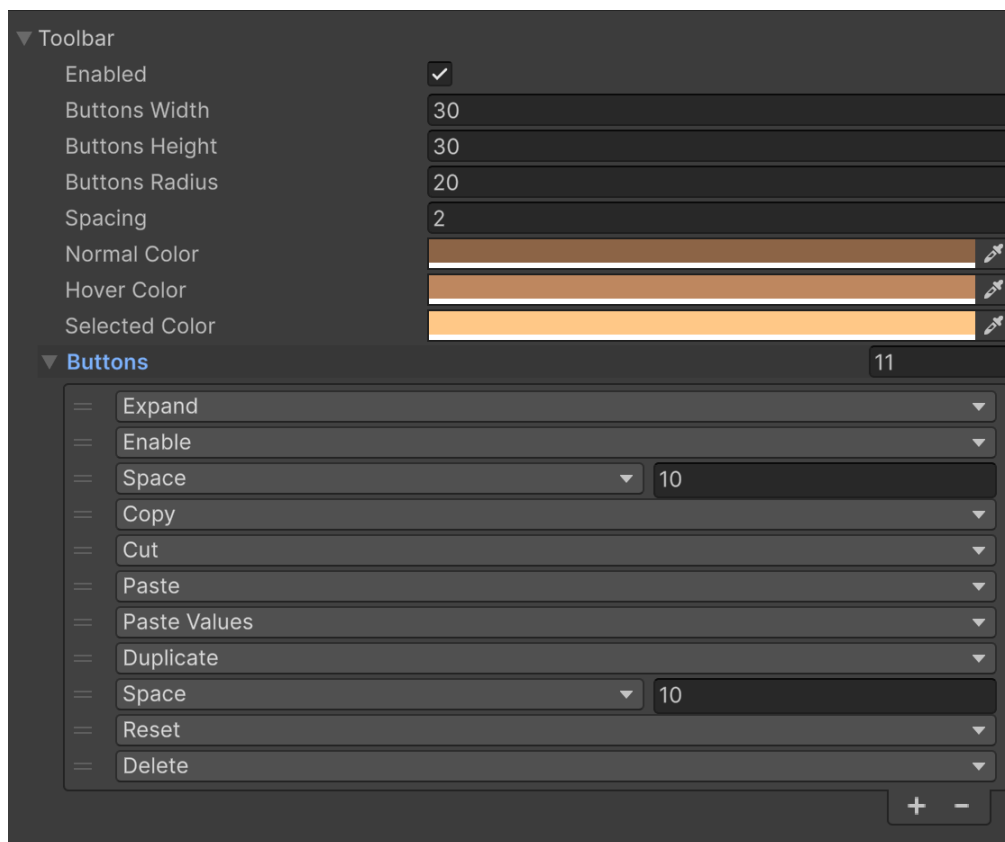 Toolbar
Enabled
Buttons Width 30
Buttons Height 30
Buttons Radius 20
Spacing 2
Normal Color
Hover Color
Selected Color
Buttons 11
Expand
Enable
Space 10
Copy
Cut
Paste
Paste Values
Duplicate
Space 10
Reset
Delete